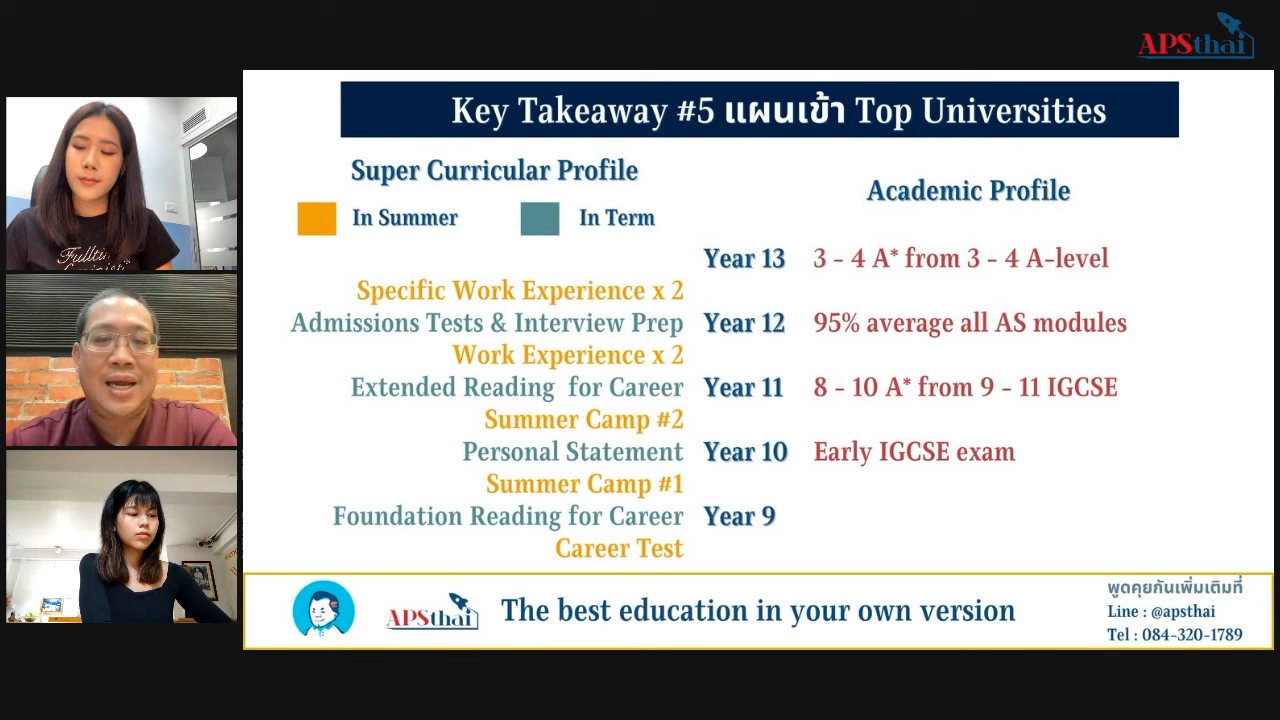 APSthai
Key Takeaway #5 แผนเข้า Top Universities
Super Curricular Profile
In Summer
In Term
Academic Profile
Year 13
3 - 4 A* from 3 - 4 A-level
Specific Work Experience x 2
Admissions Tests & Interview Prep
Year 12
95% average all AS modules
Work Experience x 2
Extended Reading for Career
Year 11
8 - 10 A* from 9 - 11 IGCSE
Summer Camp #2
Personal Statement
Year 10
Early IGCSE exam
Summer Camp #1
Foundation Reading for Career
Year 9
Career Test
APSthai
The best education in your own version
พูดคุยกันเพิ่มเติมที่
Line : @apsthai
Tel : 084-320-1789